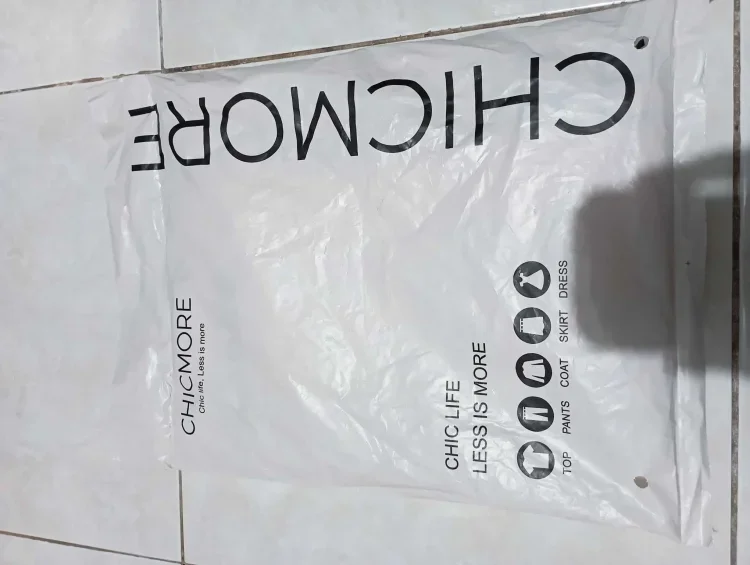 CHICMORE
CHICMORE
Chic life, Less is more
CHIC LIFE
LESS IS MORE
TOP PANTS COAT SKIRT DRESS